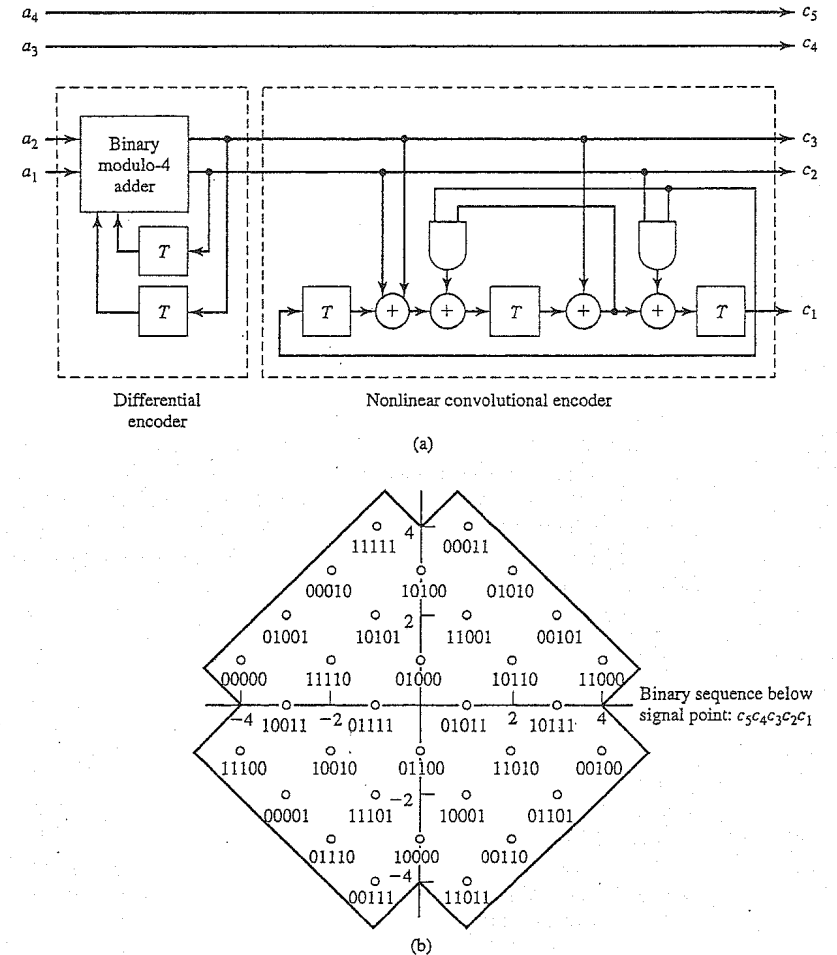 a4 c5
a3 c4
a2 Binary modulo-4 adder c3
a1 c2
T
T
T + + T + + T c1
Differential encoder
Nonlinear convolutional encoder
(a)
11111 4 00011
00010 10100 01010
01001 10101 2 11001 00101
00000 11110 01000 10110 11000
Binary sequence below
signal point: c5c4c3c2c1
−4 10011 −2 01111 01011 2 10111 4
11100 10010 01100 11010 00100
−2
00001 11101 10001 01101
01110 10000 00110
−4
00111 11011
(b)